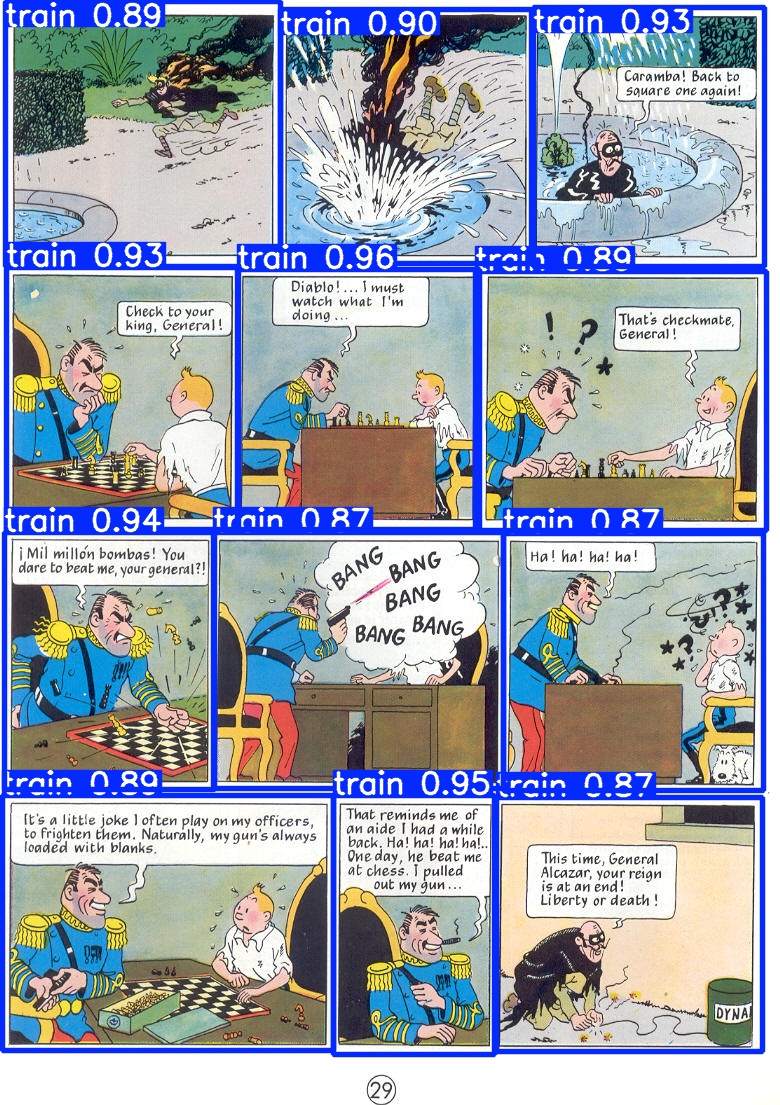 train 0.89
train 0.90
train 0.93
Caramba! Back to
square one again!
train 0.93
train 0.96
train 0.89
Check to your
king, General!
Diablo!... I must
watch what I'm
doing...
That's checkmate,
General!
train 0.94
train 0.87
train 0.87
¡Mil millón bombas! You
dare to beat me, your general?!
BANG
BANG
BANG
BANG
BANG
Ha! ha! ha! ha!
train 0.89
train 0.95
train 0.87
It's a little joke I often play on my officers,
to frighten them. Naturally, my gun's always
loaded with blanks.
That reminds me of
an aide I had a while
back. Ha! ha! ha! ha!..
One day, he beat me
at chess. I pulled
out my gun...
This time, General
Alcazar, your reign
is at an end!
Liberty or death!
DYNA
29